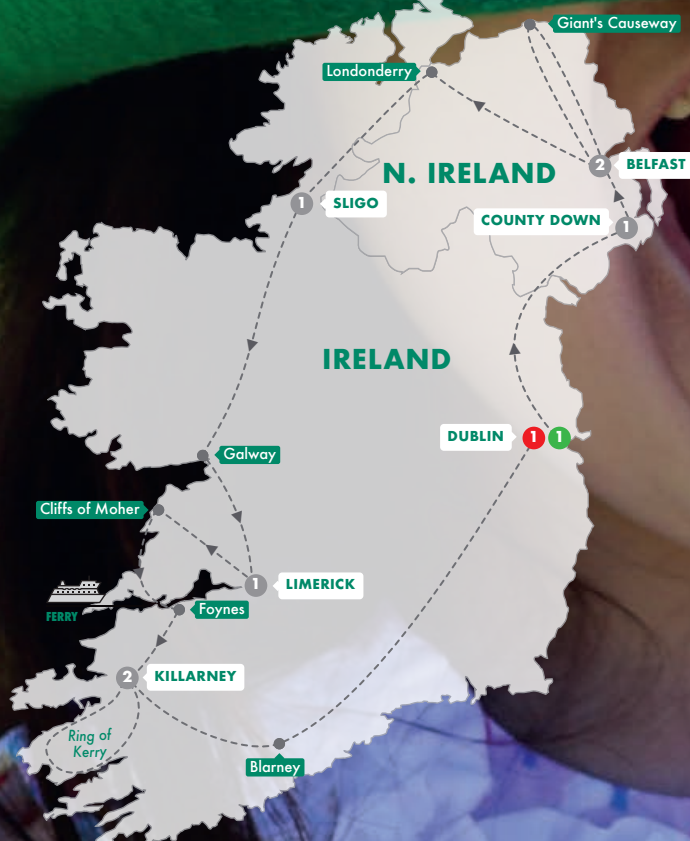 Giant's Causeway
Londonderry
2 BELFAST
N. IRELAND
1 SLIGO
COUNTY DOWN 1
IRELAND
DUBLIN 1 1
Galway
Cliffs of Moher
1 LIMERICK
FERRY
Foynes
2 KILLARNEY
Ring of
Kerry
Blarney